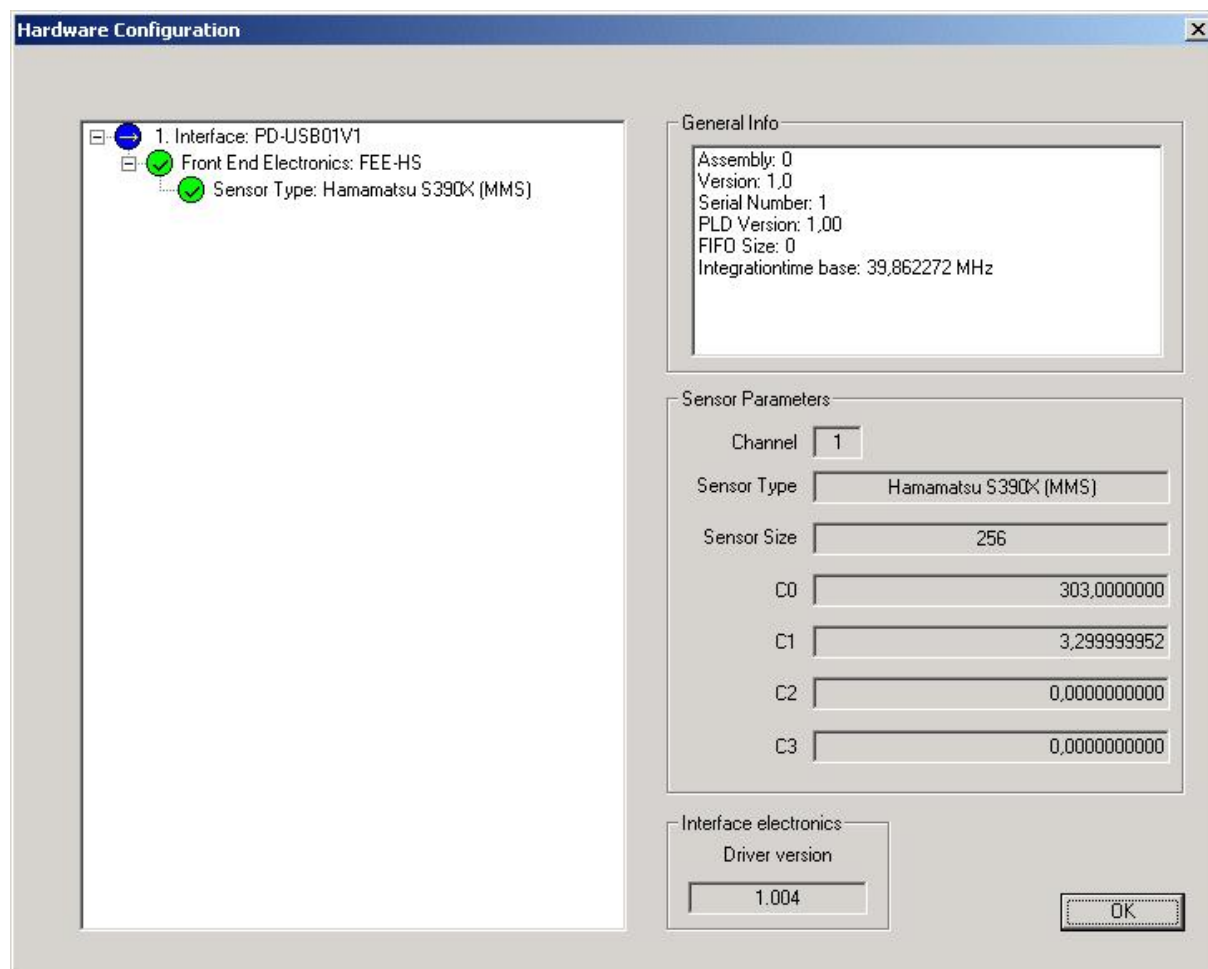 Hardware Configuration
1. Interface: PD-USB01V1
Front End Electronics: FEE-HS
Sensor Type: Hamamatsu S390X (MMS)
General Info
Assembly: 0
Version: 1,0
Serial Number: 1
PLD Version: 1,00
FIFO Size: 0
Integrationtime base: 39,862272 MHz
Sensor Parameters
Channel 1
Sensor Type Hamamatsu S390X (MMS)
Sensor Size 256
C0 303,0000000
C1 3,299999952
C2 0,0000000000
C3 0,0000000000
Interface electronics
Driver version
1.004
OK